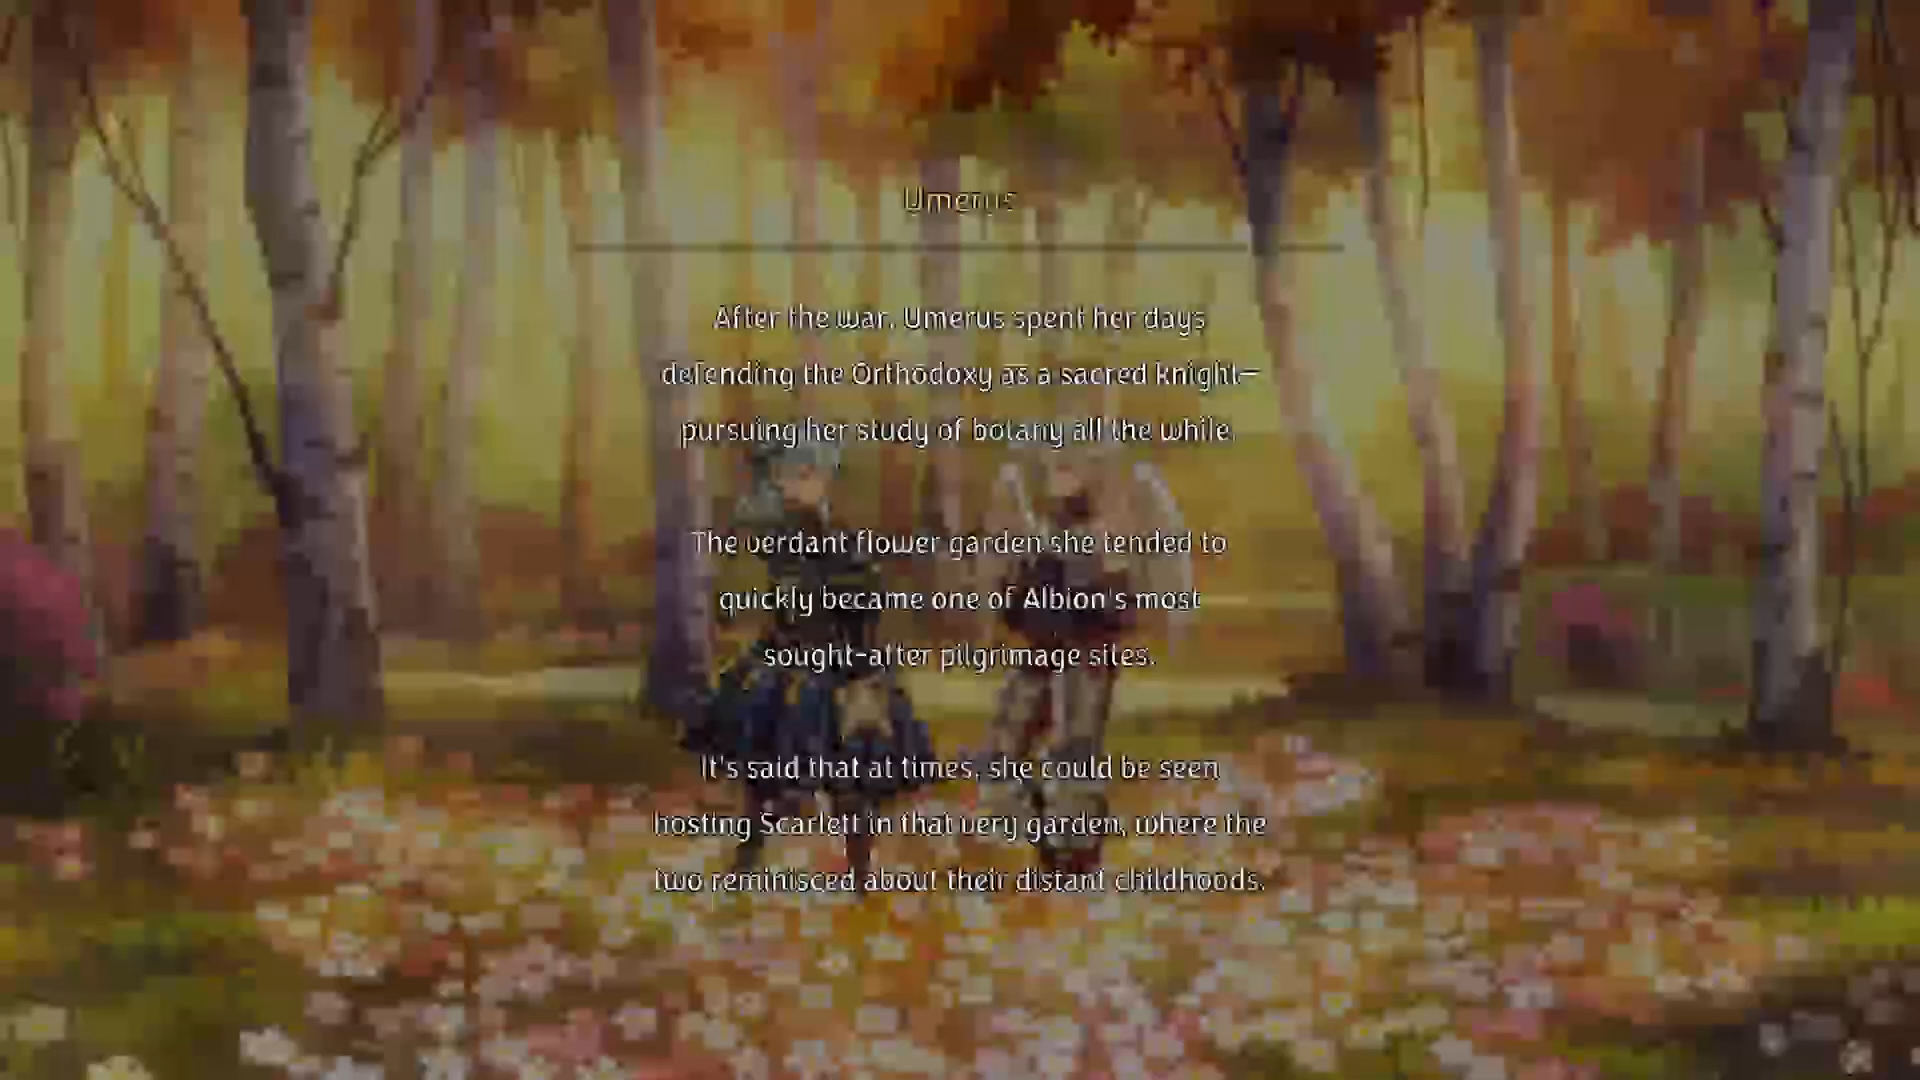 Umerus
After the war, Umerus spent her days
defending the Orthodoxy as a sacred knight—
pursuing her study of botany all the while.
The verdant flower garden she tended to
quickly became one of Albion's most
sought-after pilgrimage sites.
It's said that at times, she could be seen
hosting Scarlett in that very garden, where the
two reminisced about their distant childhoods.